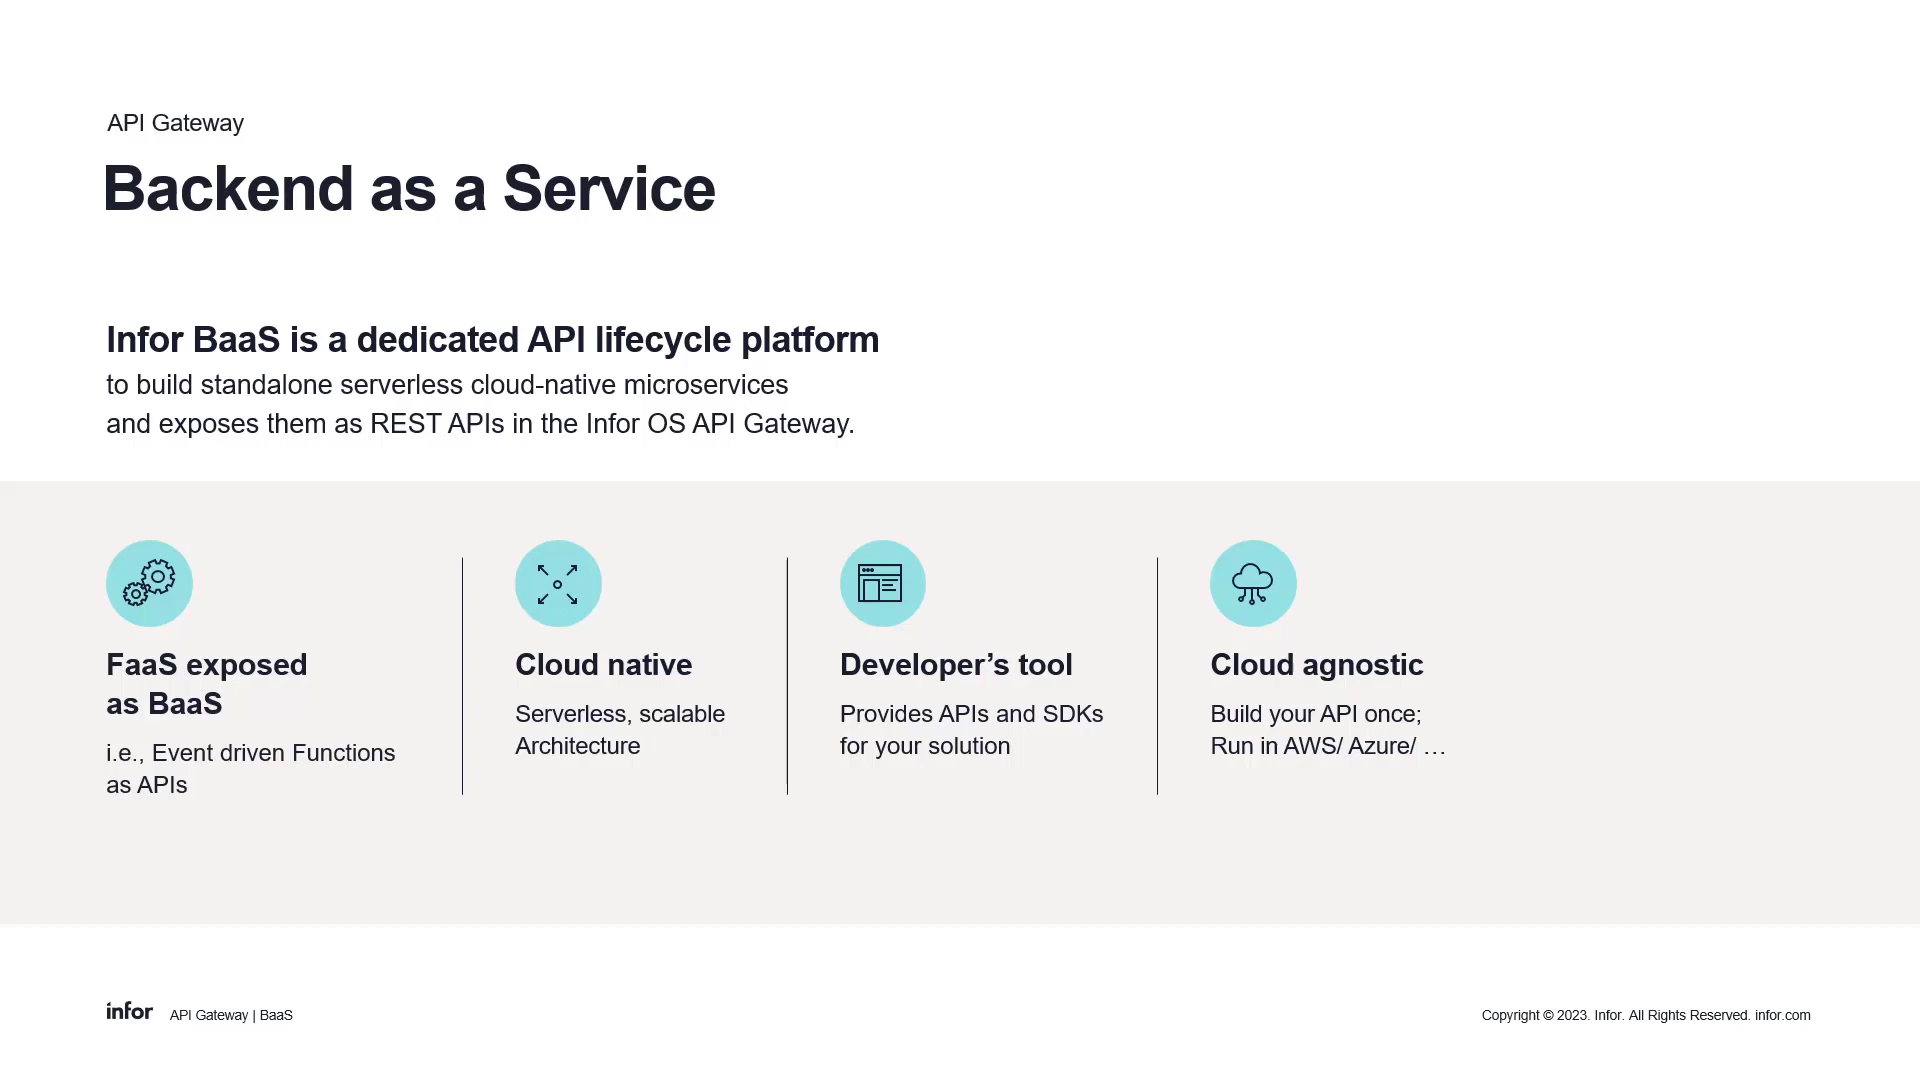 API Gateway
Backend as a Service
Infor BaaS is a dedicated API lifecycle platform
to build standalone serverless cloud-native microservices
and exposes them as REST APIs in the Infor OS API Gateway.
FaaS exposed
as BaaS
i.e., Event driven Functions
as APIs
Cloud native
Serverless, scalable
Architecture
Developer’s tool
Provides APIs and SDKs
for your solution
Cloud agnostic
Build your API once;
Run in AWS/ Azure/ …
infor API Gateway | BaaS
Copyright © 2023. Infor. All Rights Reserved. infor.com